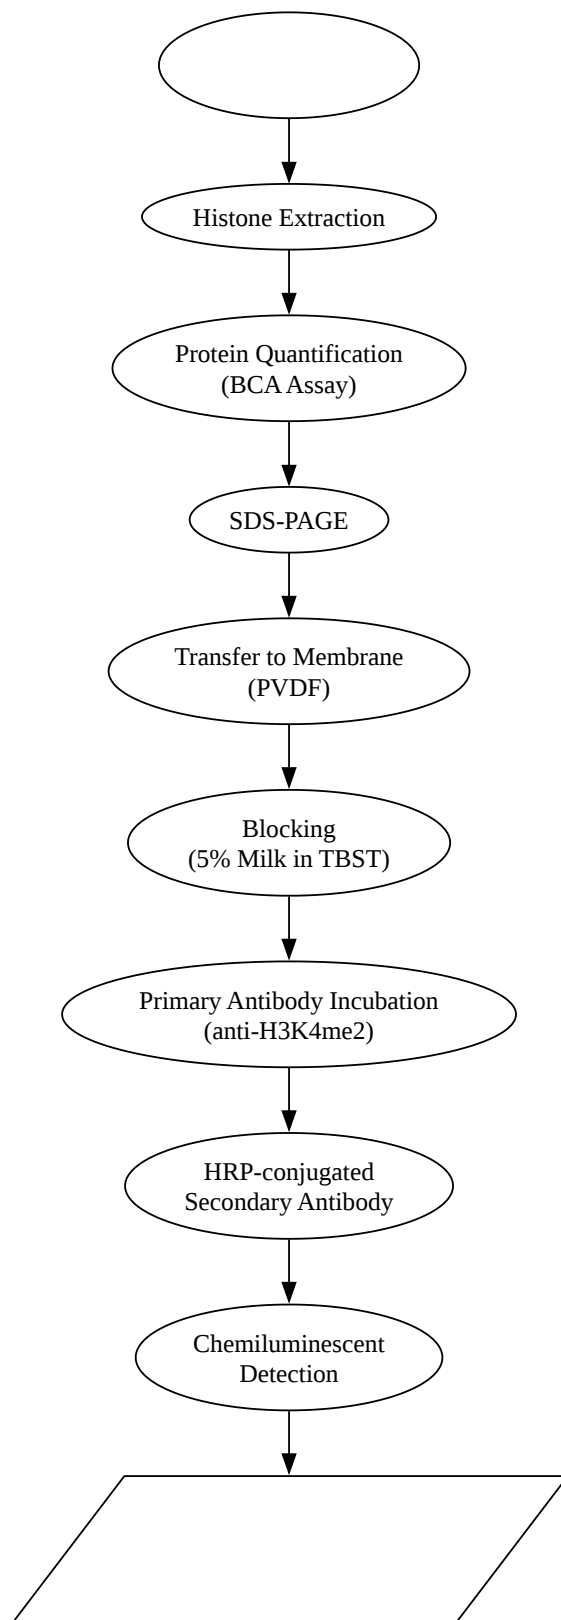 Histone Extraction
Protein Quantification
(BCA Assay)
SDS-PAGE
Transfer to Membrane
(PVDF)
Blocking
(5% Milk in TBST)
Primary Antibody Incubation
(anti-H3K4me2)
HRP-conjugated
Secondary Antibody
Chemiluminescent
Detection